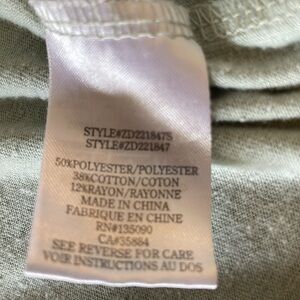 STYLE#ZD221847S
STYLE#ZD221847
50%POLYESTER/POLYESTER
38%COTTON/COTON
12%RAYON/RAYONNE
MADE IN CHINA
FABRIQUE EN CHINE
RN#135090
CA#35884
SEE REVERSE FOR CARE
VOIR INSTRUCTIONS AU DOS